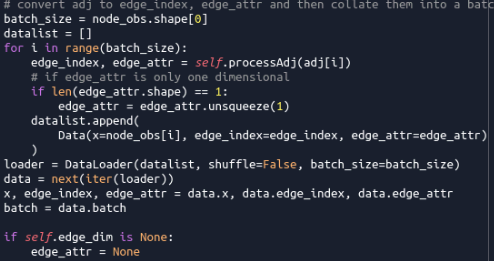 # convert adj to edge_index, edge_attr and then collate them into a batc
batch_size = node_obs.shape[0]
datalist = []
for i in range(batch_size):
    edge_index, edge_attr = self.processAdj(adj[i])
    # if edge_attr is only one dimensional
    if len(edge_attr.shape) == 1:
        edge_attr = edge_attr.unsqueeze(1)
    datalist.append(
        Data(x=node_obs[i], edge_index=edge_index, edge_attr=edge_attr)
    )
loader = DataLoader(datalist, shuffle=False, batch_size=batch_size)
data = next(iter(loader))
x, edge_index, edge_attr = data.x, data.edge_index, data.edge_attr
batch = data.batch

if self.edge_dim is None:
    edge_attr = None